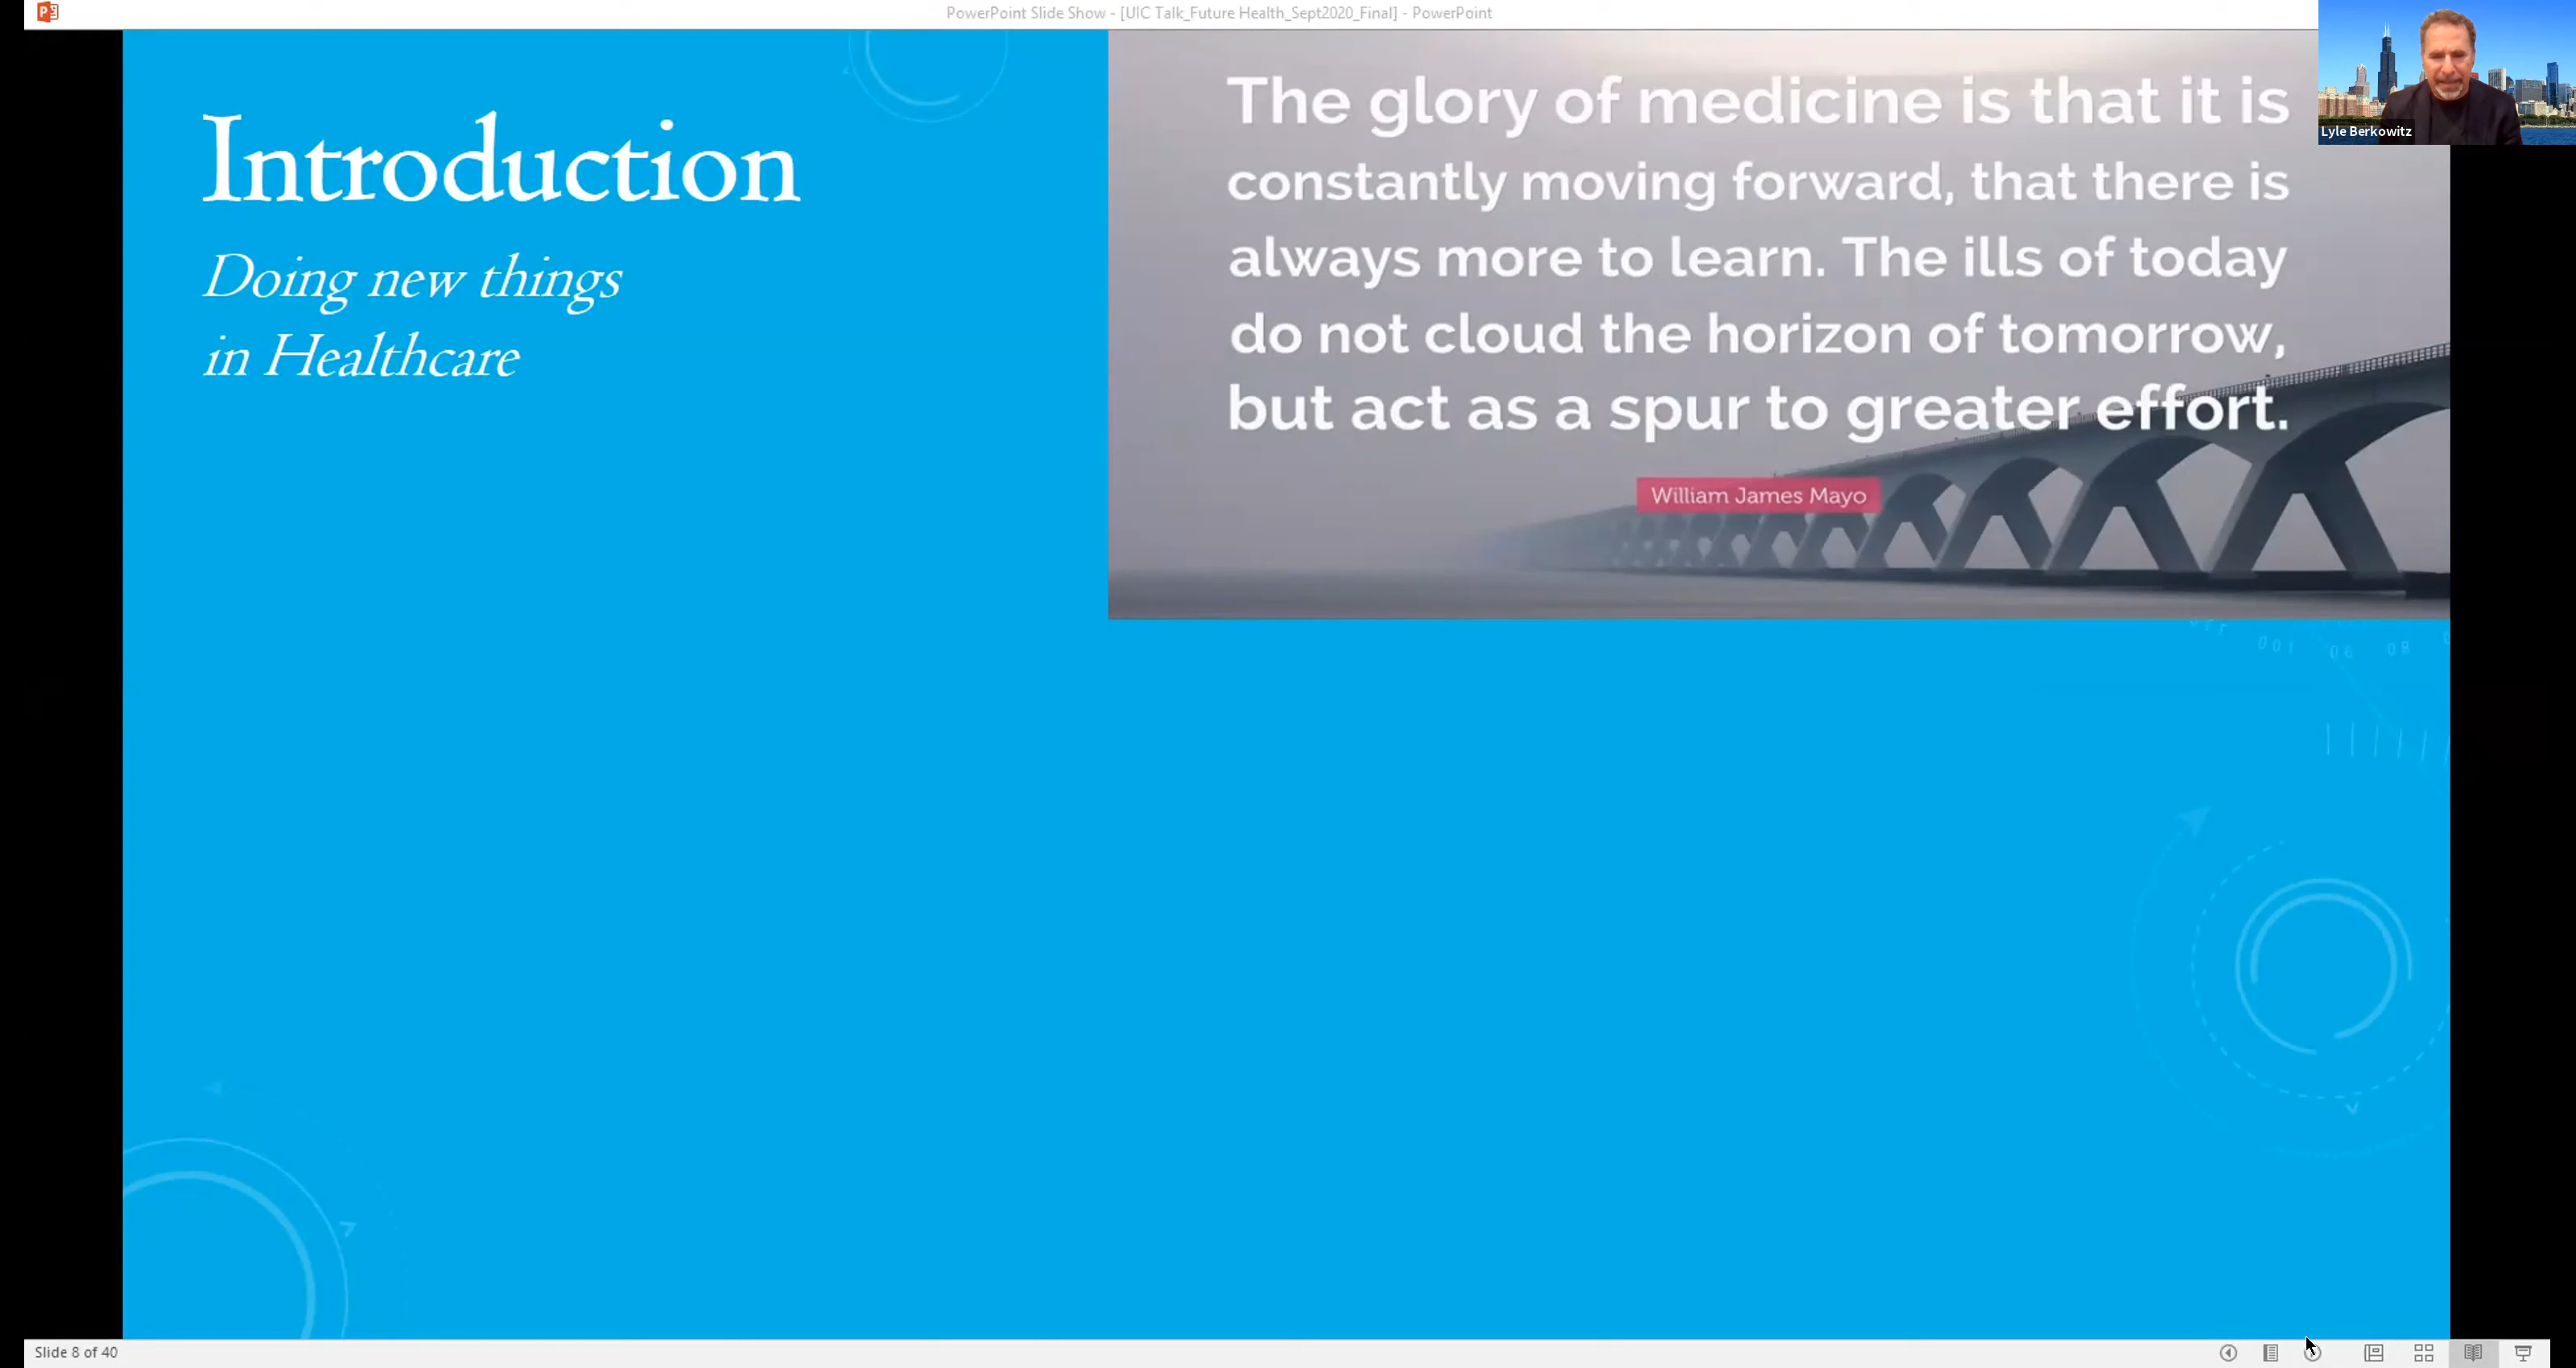 PowerPoint Slide Show - [UIC Talk_Future Health_Sept2020_Final] - PowerPoint
Introduction
Doing new things
in Healthcare
The glory of medicine is that it is
constantly moving forward, that there is
always more to learn. The ills of today
do not cloud the horizon of tomorrow,
but act as a spur to greater effort.
William James Mayo
Lyle Berkowitz
Slide 8 of 40